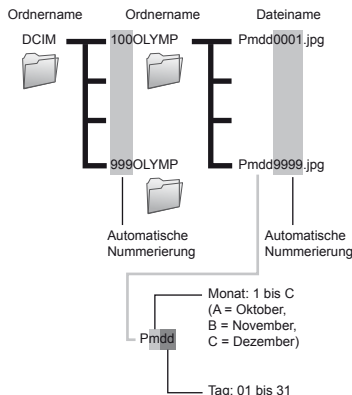 Ordnername Ordnername Dateiname
DCIM 100OLYMP Pmdd0001.jpg
999OLYMP Pmdd9999.jpg
Automatische
Nummerierung
Automatische
Nummerierung
Monat: 1 bis C
(A = Oktober,
B = November,
C = Dezember)
Pmdd
Tag: 01 bis 31